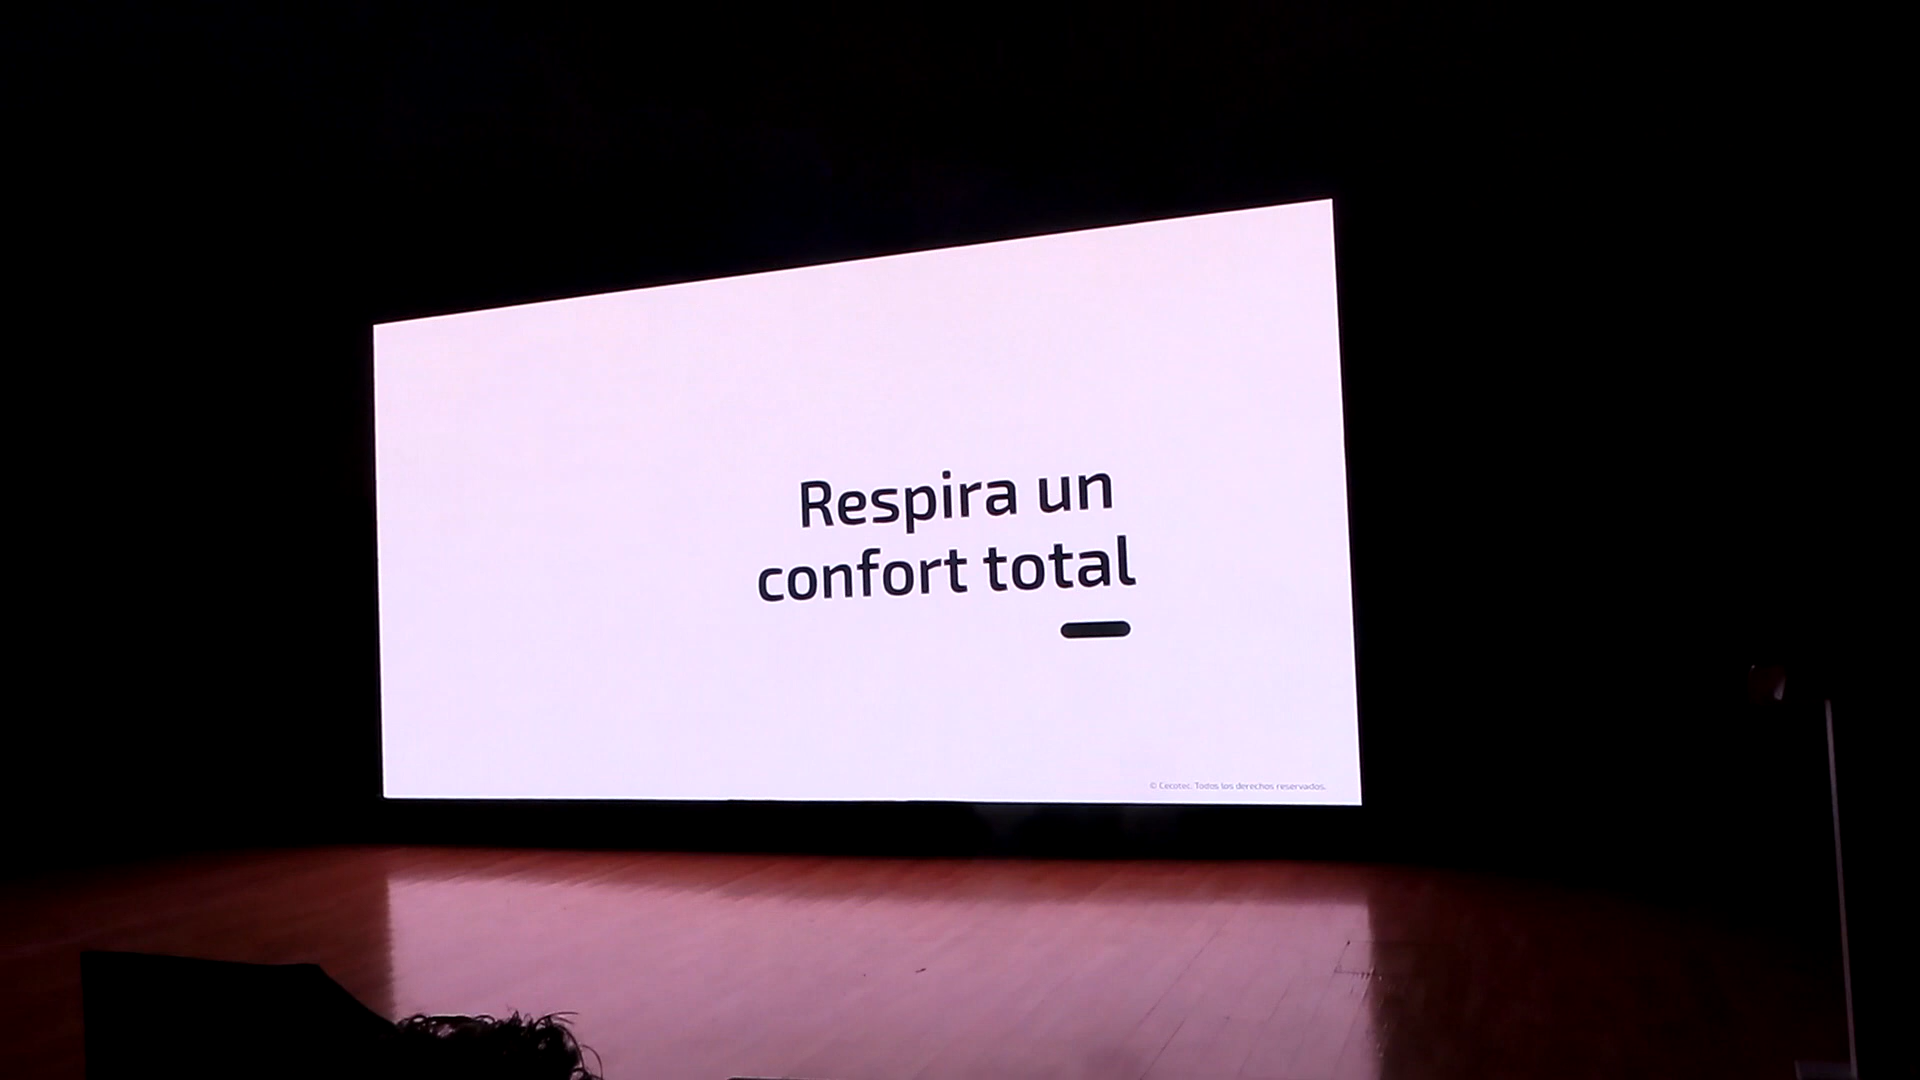 Respira un
confort total
© Cecotec. Todos los derechos reservados.